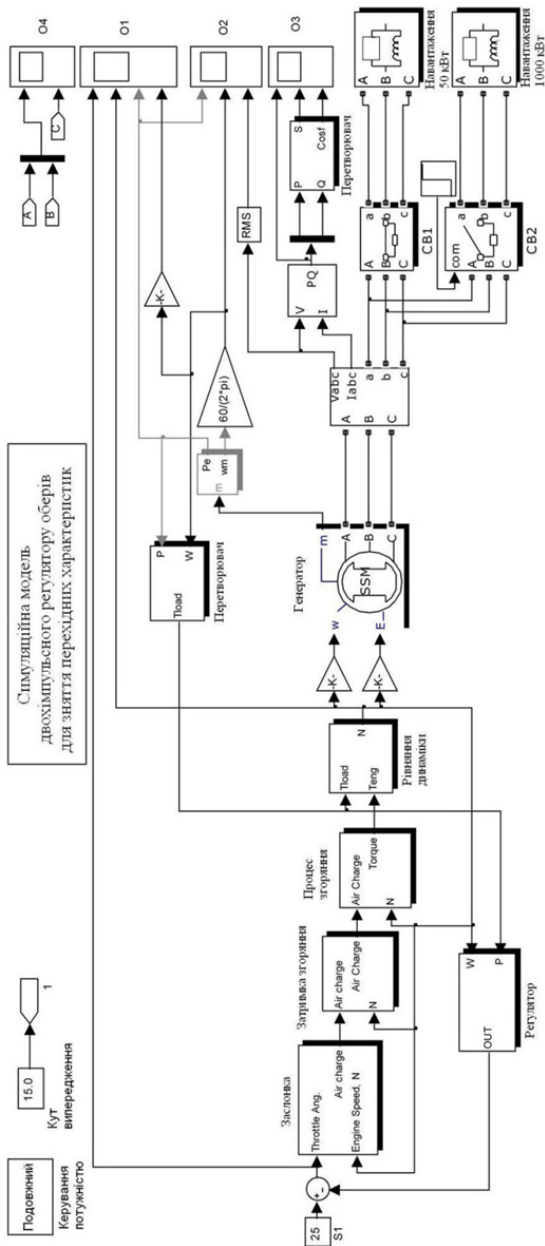 Симуляційна модель
двохімпульсного регулятору обертів
для зняття перехідних характеристик
Подовжний
Керування
потужністю
15.0
1
Кут
випередження
25
S1
Заслонка
Throttle Ang.
Air charge
Engine Speed, N
Затримка згоряння
Air charge
Air Charge
N
Процес
згоряння
Air Charge
Torque
N
Рівняння
динаміки
Tload
Teng
N
Регулятор
OUT
W
P
-K-
-K-
Генератор
w
E
m
A
B
C
SSM
Перетворювач
Tload
P
W
m
Pe
wm
60/(2*pi)
-K-
Vabc
Iabc
A
B
C
a
b
c
RMS
V
I
PQ
Перетворювач
P
Q
S
Cosf
CB1
A
B
C
a
b
c
CB2
com
A
B
C
a
b
c
A
B
C
Навантаження
50 кВт
A
B
C
Навантаження
1000 кВт
A
B
C
O4
O1
O2
O3